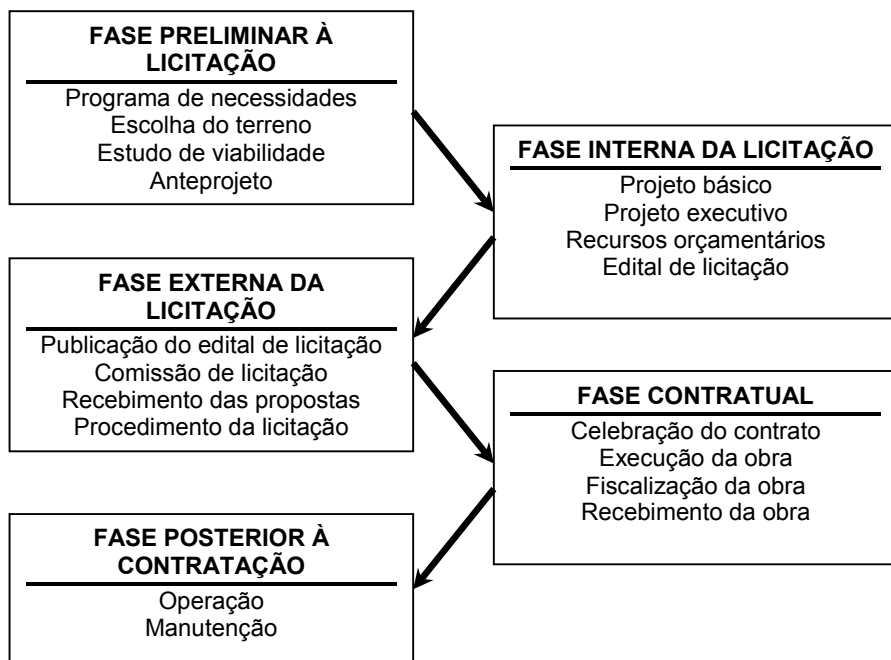 FASE PRELIMINAR À
LICITAÇÃO
Programa de necessidades
Escolha do terreno
Estudo de viabilidade
Anteprojeto
FASE INTERNA DA LICITAÇÃO
Projeto básico
Projeto executivo
Recursos orçamentários
Edital de licitação
FASE EXTERNA DA
LICITAÇÃO
Publicação do edital de licitação
Comissão de licitação
Recebimento das propostas
Procedimento da licitação
FASE CONTRATUAL
Celebração do contrato
Execução da obra
Fiscalização da obra
Recebimento da obra
FASE POSTERIOR À
CONTRATAÇÃO
Operação
Manutenção